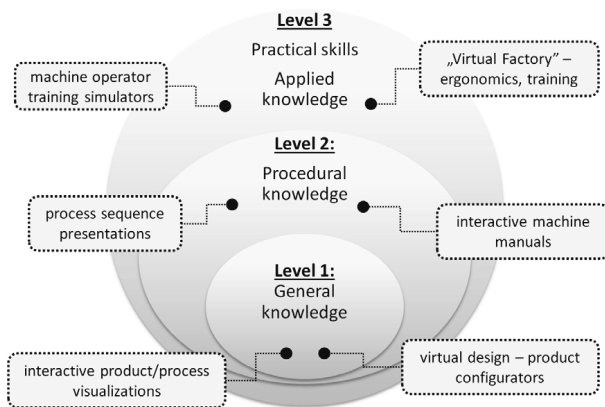 Level 3
Practical skills
Applied
knowledge
machine operator
training simulators
„Virtual Factory” –
ergonomics, training
Level 2:
Procedural
knowledge
process sequence
presentations
interactive machine
manuals
Level 1:
General
knowledge
interactive product/process
visualizations
virtual design – product
configurators